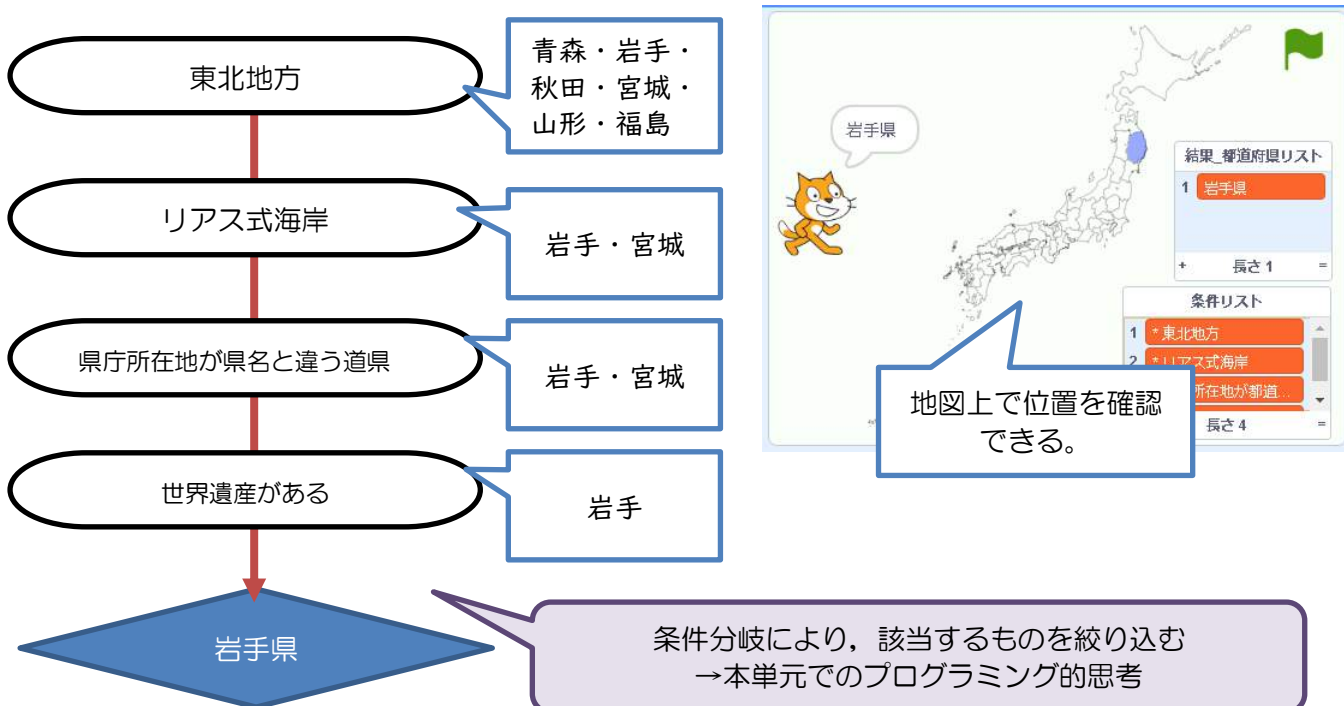 東北地方
青森・岩手・
秋田・宮城・
山形・福島
リアス式海岸
岩手・宮城
県庁所在地が県名と違う道県
岩手・宮城
世界遺産がある
岩手
岩手県
条件分岐により，該当するものを絞り込む
→本単元でのプログラミング的思考
岩手県
結果_都道府県リスト
1 岩手県
+ 長さ 1 =
条件リスト
1 *東北地方
2 *リアス式海岸
所在地が都道...
長さ 4 =
地図上で位置を確認
できる。